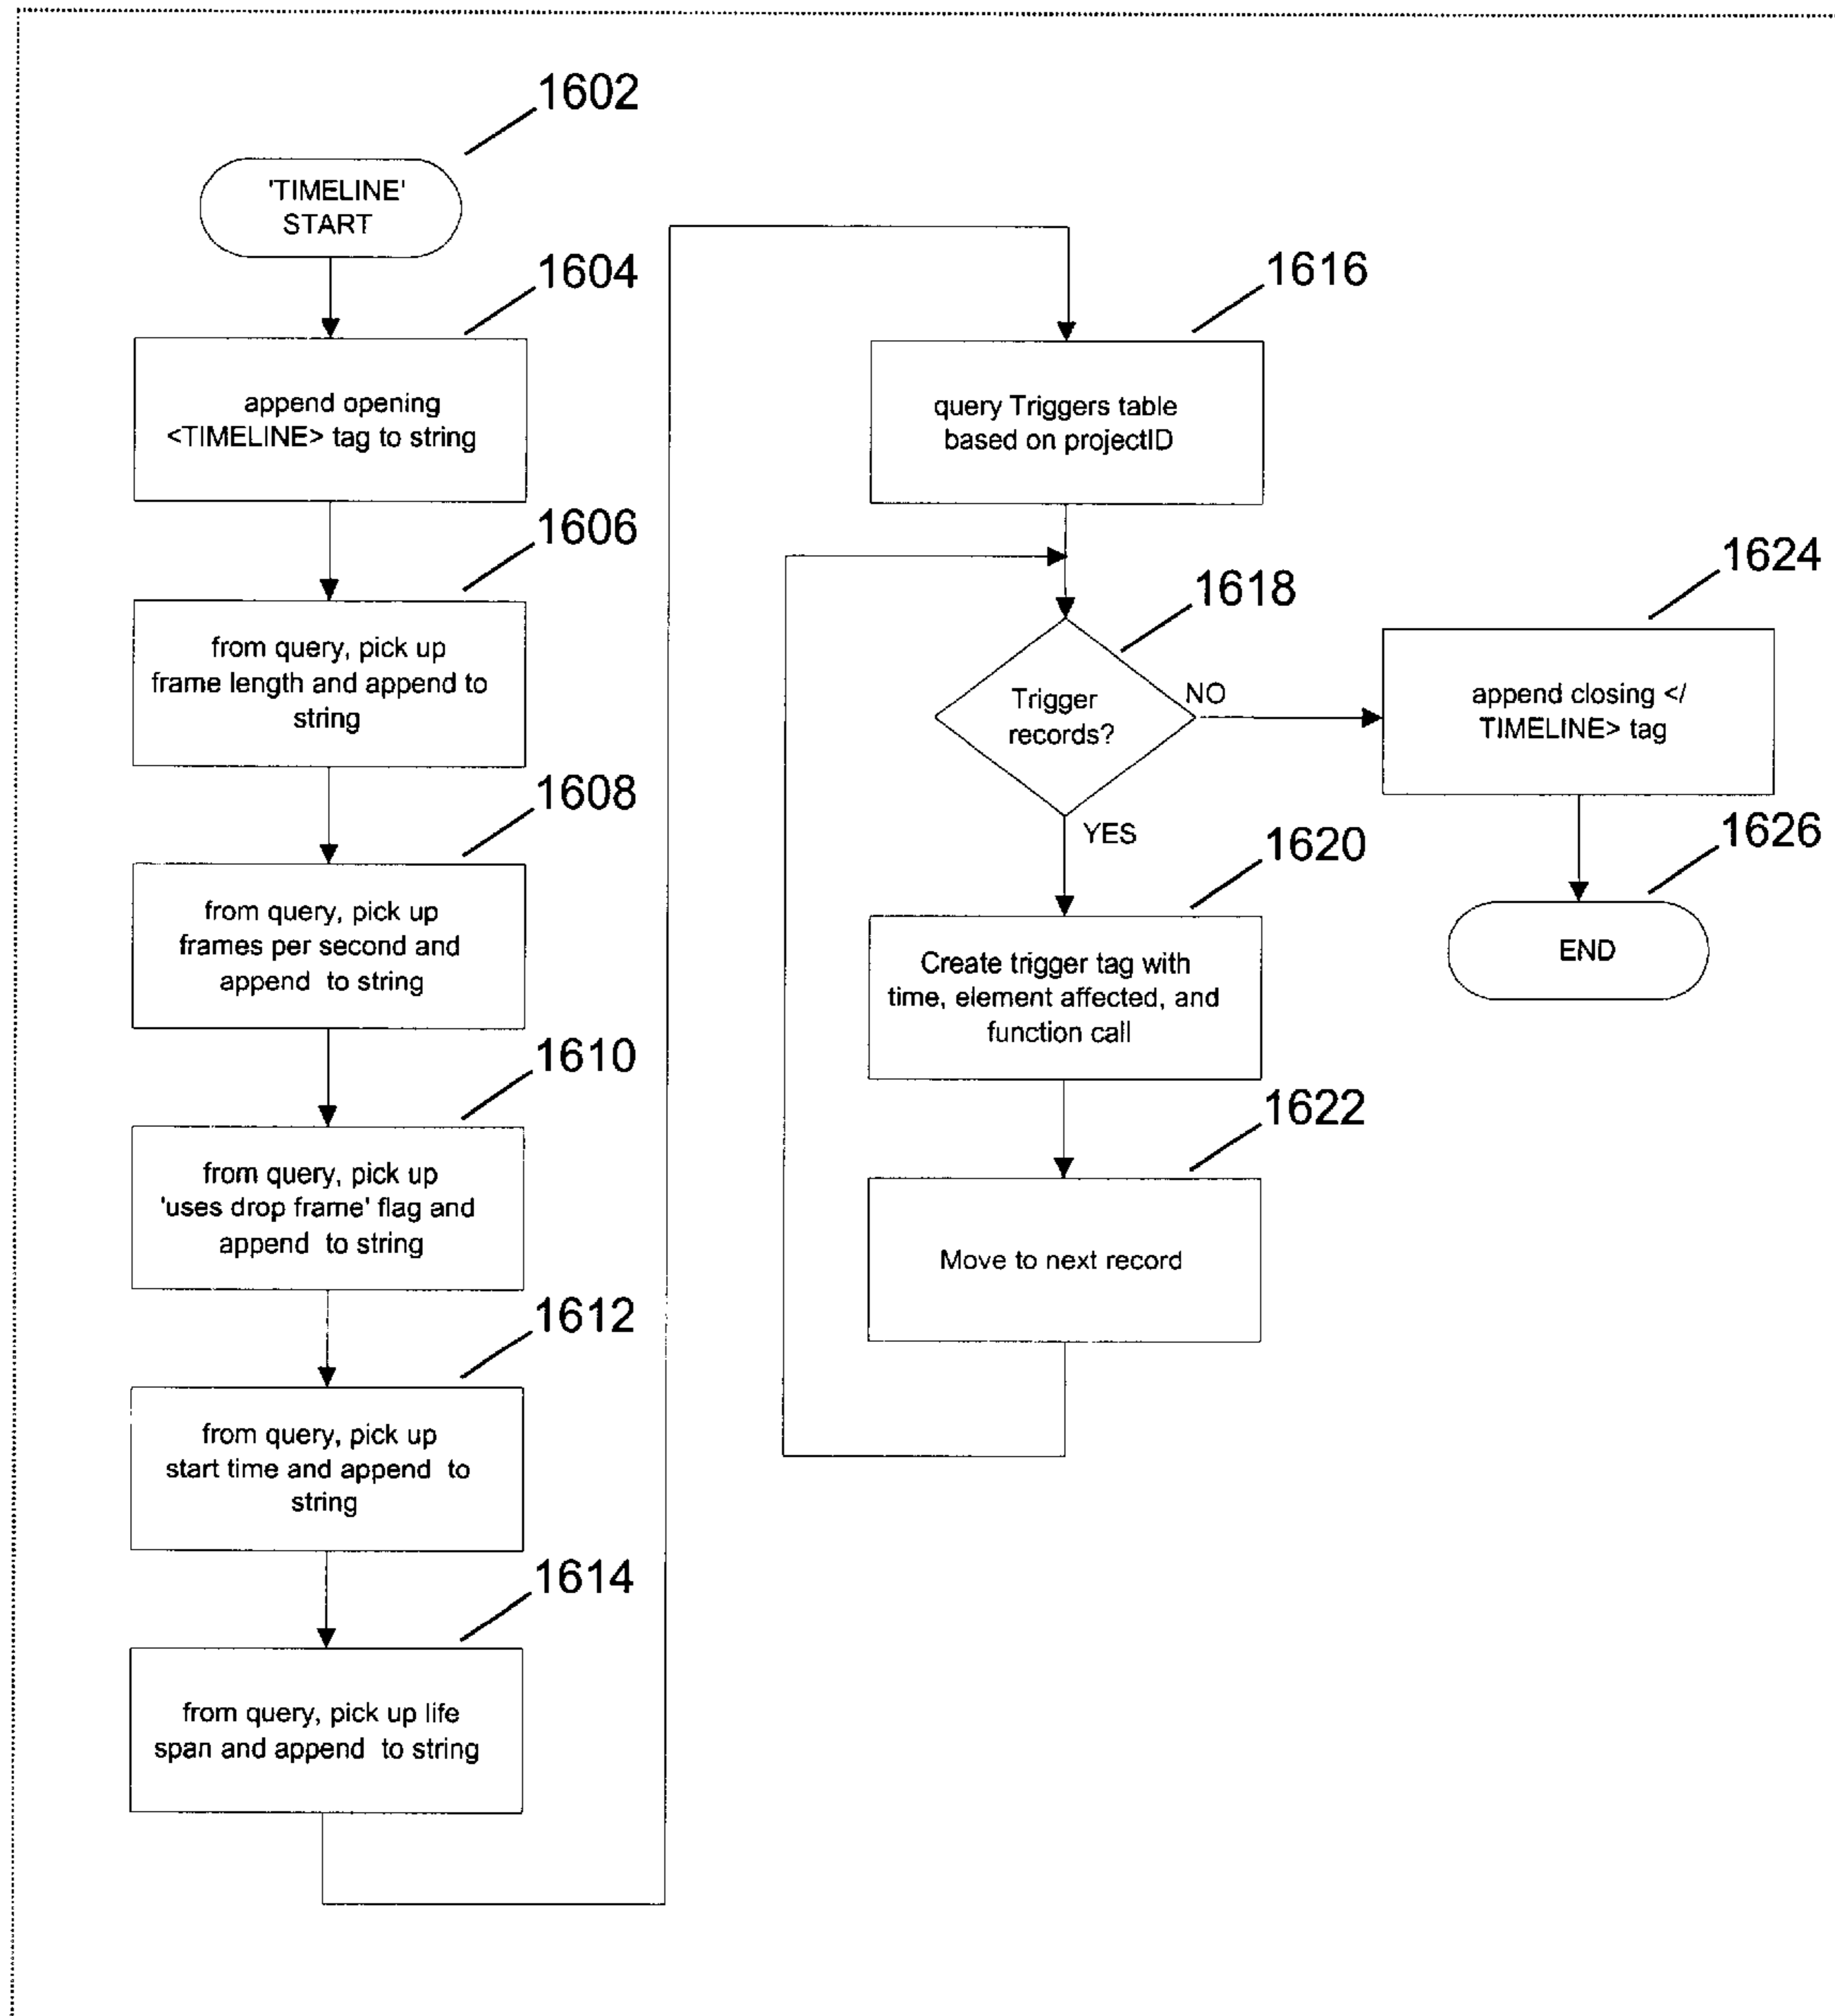 1602
'TIMELINE'
START
1604
append opening
<TIMELINE> tag to string
1606
from query, pick up
frame length and append to
string
1608
from query, pick up
frames per second and
append to string
1610
from query, pick up
'uses drop frame' flag and
append to string
1612
from query, pick up
start time and append to
string
1614
from query, pick up life
span and append to string
1616
query Triggers table
based on projectID
1618
Trigger
records?
NO
YES
1620
Create trigger tag with
time, element affected, and
function call
1622
Move to next record
1624
append closing </
TIMELINE> tag
1626
END